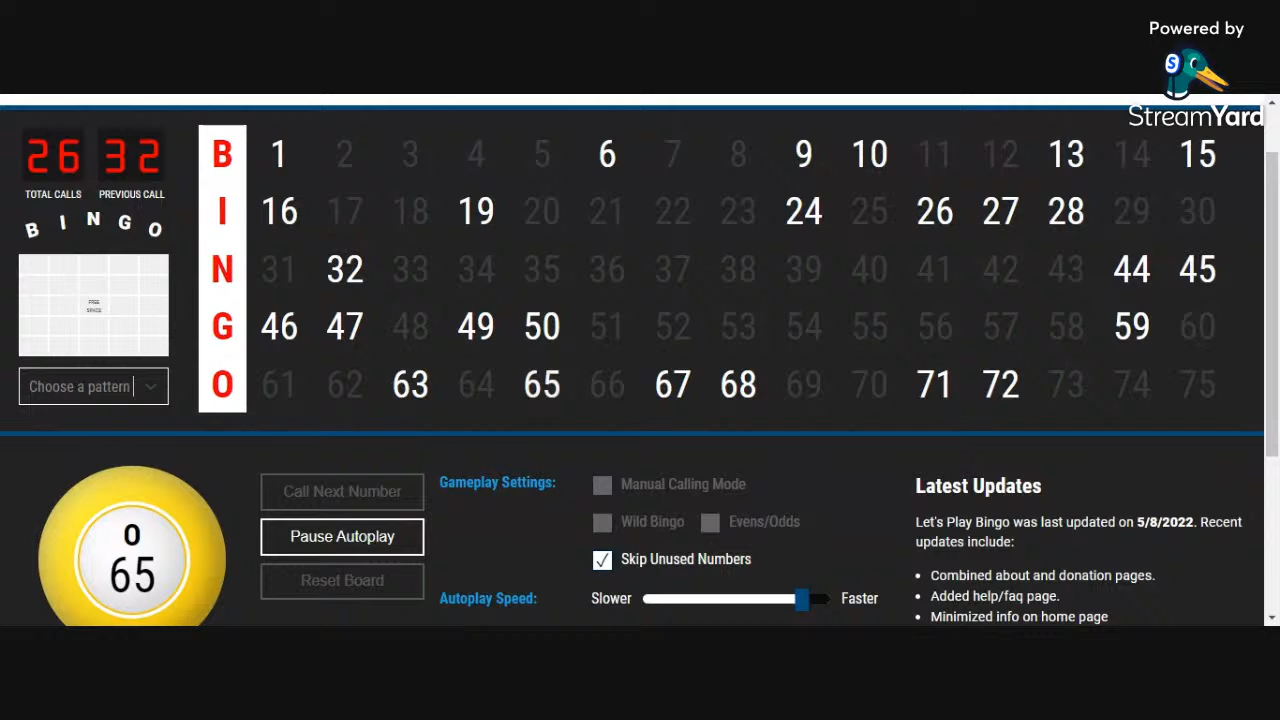 Powered by
S
StreamYard
26 32
TOTAL CALLS PREVIOUS CALL
B I N G O
FREE
SPACE
Choose a pattern
B 1 2 3 4 5 6 7 8 9 10 11 12 13 14 15
I 16 17 18 19 20 21 22 23 24 25 26 27 28 29 30
N 31 32 33 34 35 36 37 38 39 40 41 42 43 44 45
G 46 47 48 49 50 51 52 53 54 55 56 57 58 59 60
O 61 62 63 64 65 66 67 68 69 70 71 72 73 74 75
O
65
Call Next Number
Pause Autoplay
Reset Board
Gameplay Settings:
Manual Calling Mode
Wild Bingo Evens/Odds
Skip Unused Numbers
Autoplay Speed: Slower Faster
Latest Updates
Let's Play Bingo was last updated on 5/8/2022. Recent
updates include:
• Combined about and donation pages.
• Added help/faq page.
• Minimized info on home page